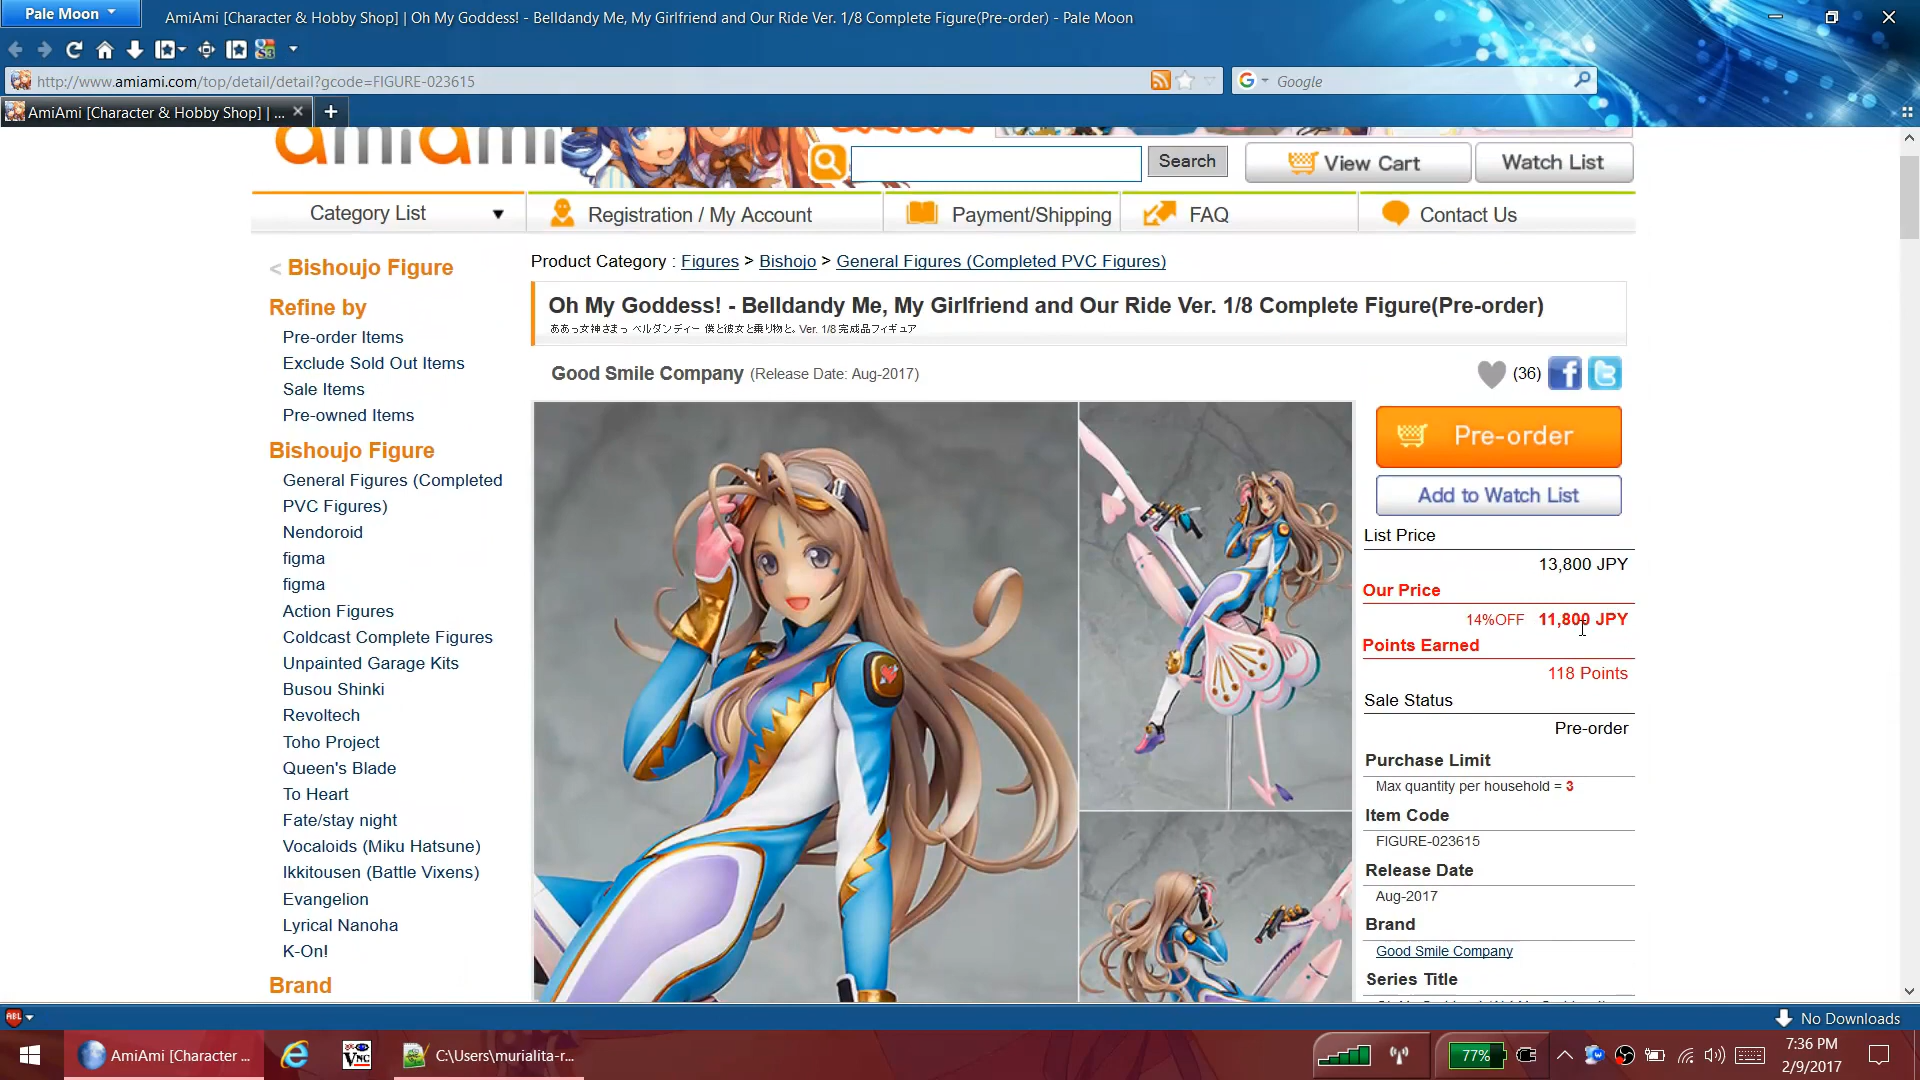 Pale Moon
AmiAmi [Character & Hobby Shop] | Oh My Goddess! - Belldandy Me, My Girlfriend and Our Ride Ver. 1/8 Complete Figure(Pre-order) - Pale Moon
http://www.amiami.com/top/detail/detail?gcode=FIGURE-023615
Google
AmiAmi [Character & Hobby Shop] | ...
amiami
Search
View Cart
Watch List
Category List
Registration / My Account
Payment/Shipping
FAQ
Contact Us
< Bishoujo Figure
Refine by
Pre-order Items
Exclude Sold Out Items
Sale Items
Pre-owned Items
Bishoujo Figure
General Figures (Completed
PVC Figures)
Nendoroid
figma
figma
Action Figures
Coldcast Complete Figures
Unpainted Garage Kits
Busou Shinki
Revoltech
Toho Project
Queen's Blade
To Heart
Fate/stay night
Vocaloids (Miku Hatsune)
Ikkitousen (Battle Vixens)
Evangelion
Lyrical Nanoha
K-On!
Brand
Product Category : Figures > Bishojo > General Figures (Completed PVC Figures)
Oh My Goddess! - Belldandy Me, My Girlfriend and Our Ride Ver. 1/8 Complete Figure(Pre-order)
ああっ女神さまっ ベルダンディー 僕と彼女と乗り物と。 Ver. 1/8 完成品フィギュア
Good Smile Company (Release Date: Aug-2017)
(36)
Pre-order
Add to Watch List
List Price
13,800 JPY
Our Price
14%OFF 11,800 JPY
Points Earned
118 Points
Sale Status
Pre-order
Purchase Limit
Max quantity per household = 3
Item Code
FIGURE-023615
Release Date
Aug-2017
Brand
Good Smile Company
Series Title
ABL
No Downloads
AmiAmi [Character ...
VNC
C:\Users\murialita-r...
77%
7:36 PM
2/9/2017